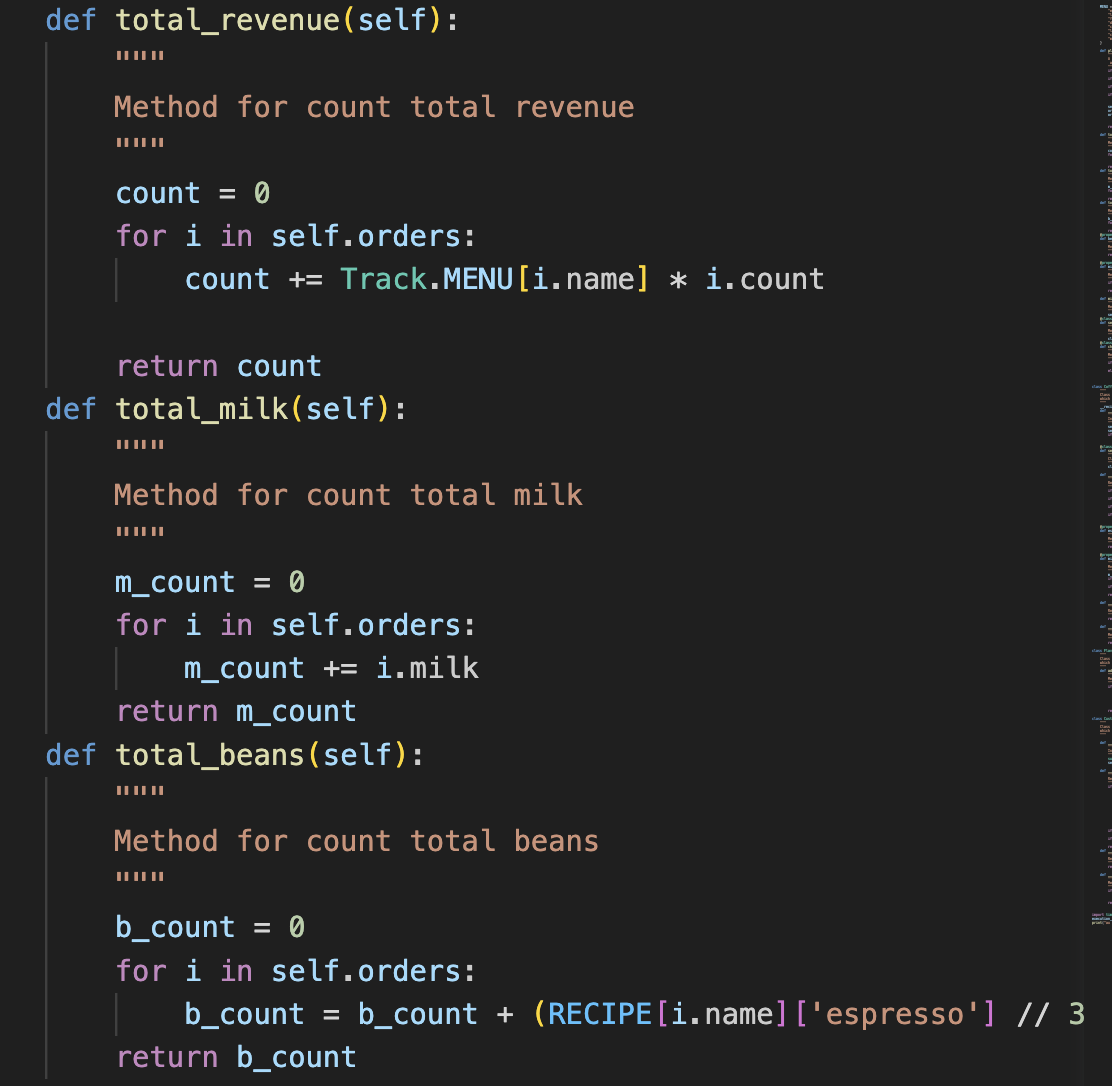 def total_revenue(self):
    """
    Method for count total revenue
    """
    count = 0
    for i in self.orders:
        count += Track.MENU[i.name] * i.count

    return count
def total_milk(self):
    """
    Method for count total milk
    """
    m_count = 0
    for i in self.orders:
        m_count += i.milk
    return m_count
def total_beans(self):
    """
    Method for count total beans
    """
    b_count = 0
    for i in self.orders:
        b_count = b_count + (RECIPE[i.name]['espresso'] // 3
    return b_count